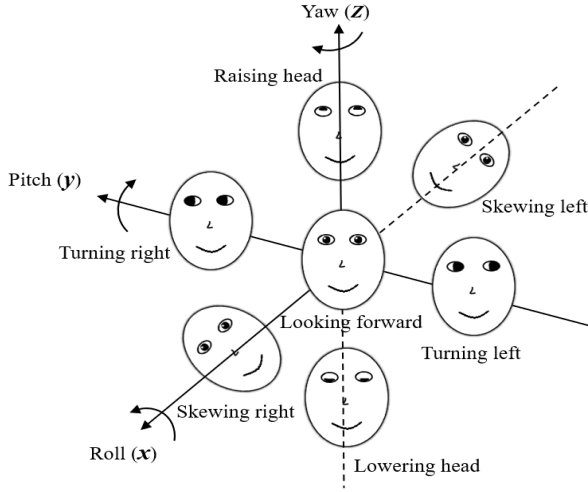 Yaw (z)
Raising head
Pitch (y)
Skewing left
Turning right
Looking forward
Turning left
Skewing right
Roll (x)
Lowering head